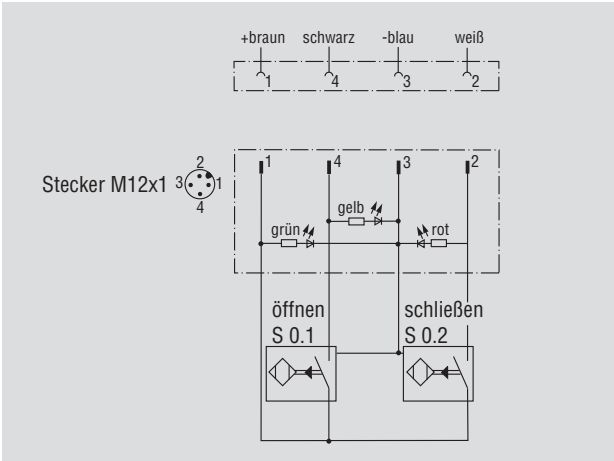 +braun schwarz -blau weiß
1 4 3 2
1 4 3 2
Stecker M12x1
2
3 1
4
gelb
grün rot
öffnen
S 0.1
schließen
S 0.2